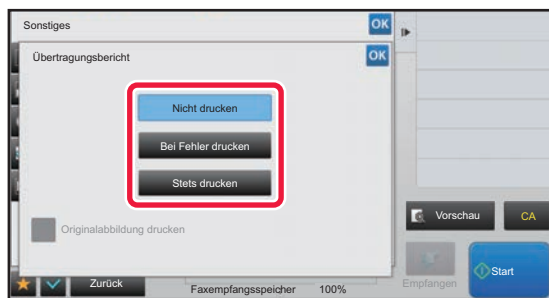 Sonstiges
OK
Übertragungsbericht
OK
Nicht drucken
Bei Fehler drucken
Stets drucken
Originalabbildung drucken
Vorschau
CA
Zurück
Faxempfangsspeicher 100%
Empfangen
Start